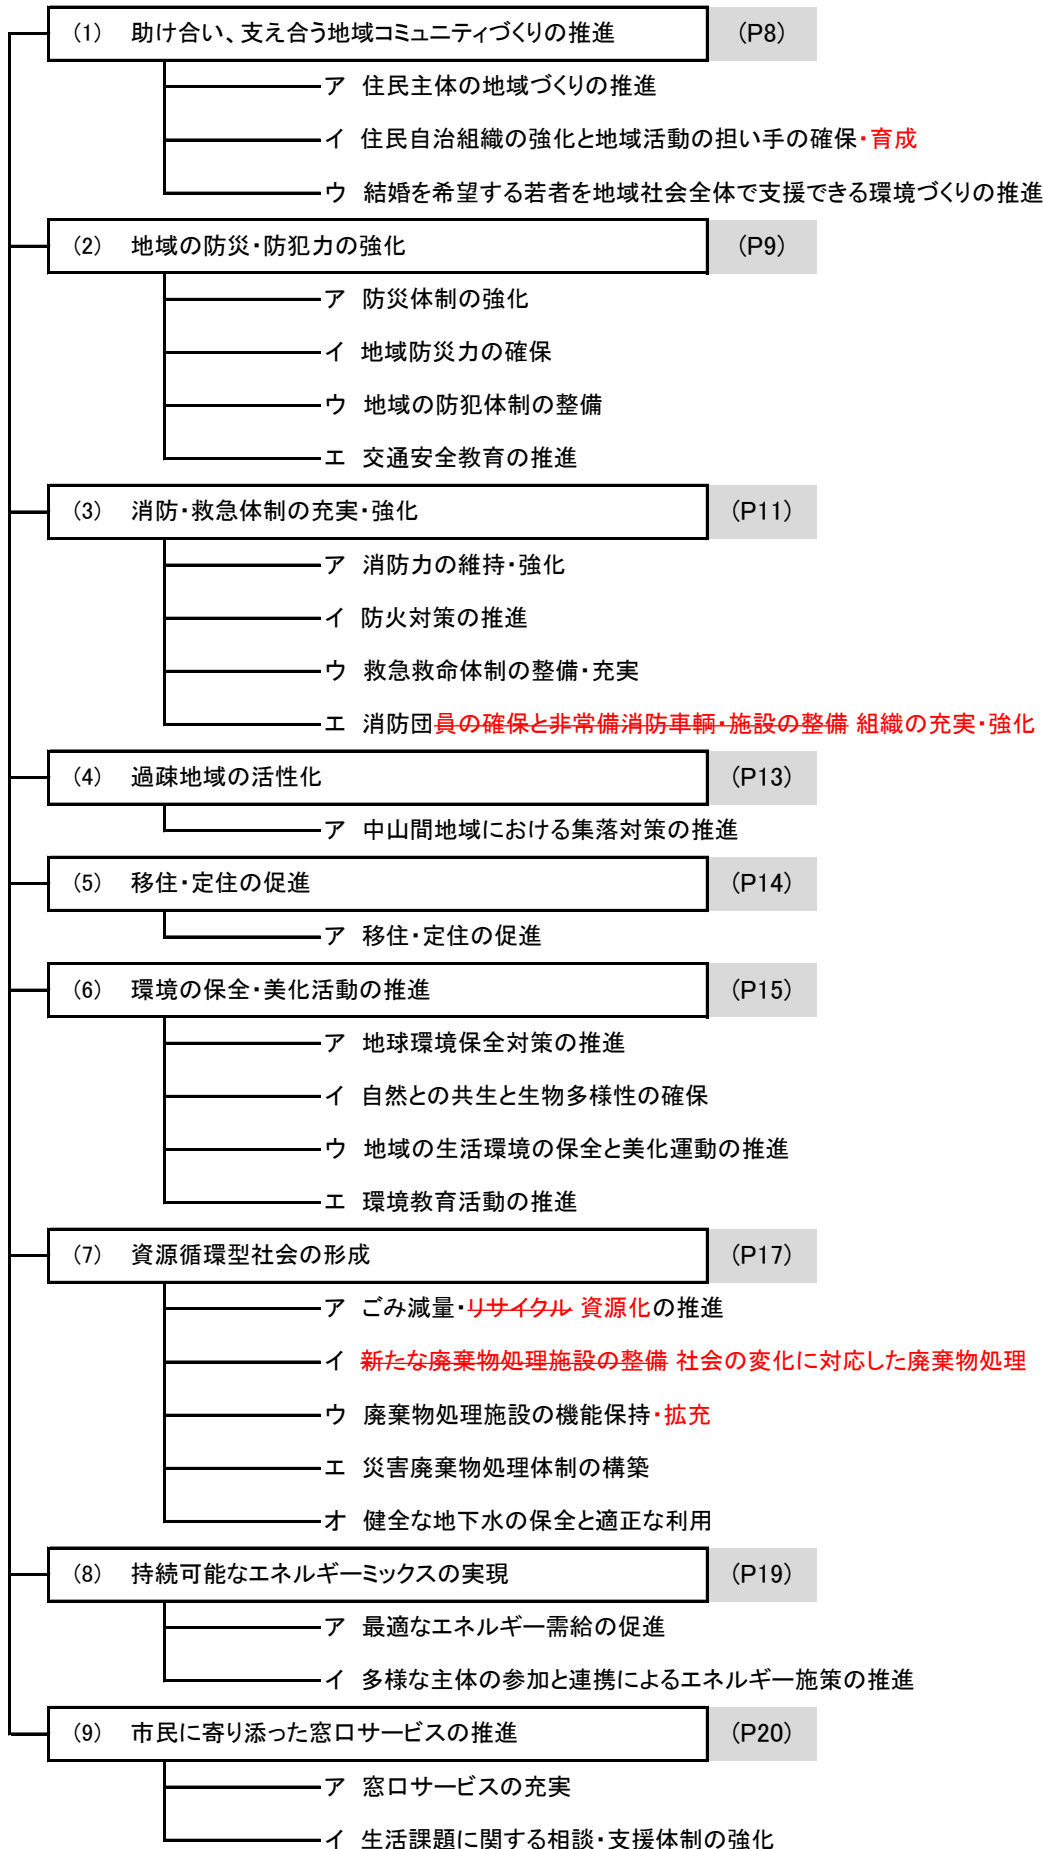 (1) 助け合い、支え合う地域コミュニティづくりの推進 (P8)
ア 住民主体の地域づくりの推進
イ 住民自治組織の強化と地域活動の担い手の確保・育成
ウ 結婚を希望する若者を地域社会全体で支援できる環境づくりの推進
(2) 地域の防災・防犯力の強化 (P9)
ア 防災体制の強化
イ 地域防災力の確保
ウ 地域の防犯体制の整備
エ 交通安全教育の推進
(3) 消防・救急体制の充実・強化 (P11)
ア 消防力の維持・強化
イ 防火対策の推進
ウ 救急救命体制の整備・充実
エ 消防団員の確保と非常備消防車輌・施設の整備 組織の充実・強化
(4) 過疎地域の活性化 (P13)
ア 中山間地域における集落対策の推進
(5) 移住・定住の促進 (P14)
ア 移住・定住の促進
(6) 環境の保全・美化活動の推進 (P15)
ア 地球環境保全対策の推進
イ 自然との共生と生物多様性の確保
ウ 地域の生活環境の保全と美化運動の推進
エ 環境教育活動の推進
(7) 資源循環型社会の形成 (P17)
ア ごみ減量・リサイクル 資源化の推進
イ 新たな廃棄物処理施設の整備 社会の変化に対応した廃棄物処理
ウ 廃棄物処理施設の機能保持・拡充
エ 災害廃棄物処理体制の構築
オ 健全な地下水の保全と適正な利用
(8) 持続可能なエネルギーミックスの実現 (P19)
ア 最適なエネルギー需給の促進
イ 多様な主体の参加と連携によるエネルギー施策の推進
(9) 市民に寄り添った窓口サービスの推進 (P20)
ア 窓口サービスの充実
イ 生活課題に関する相談・支援体制の強化